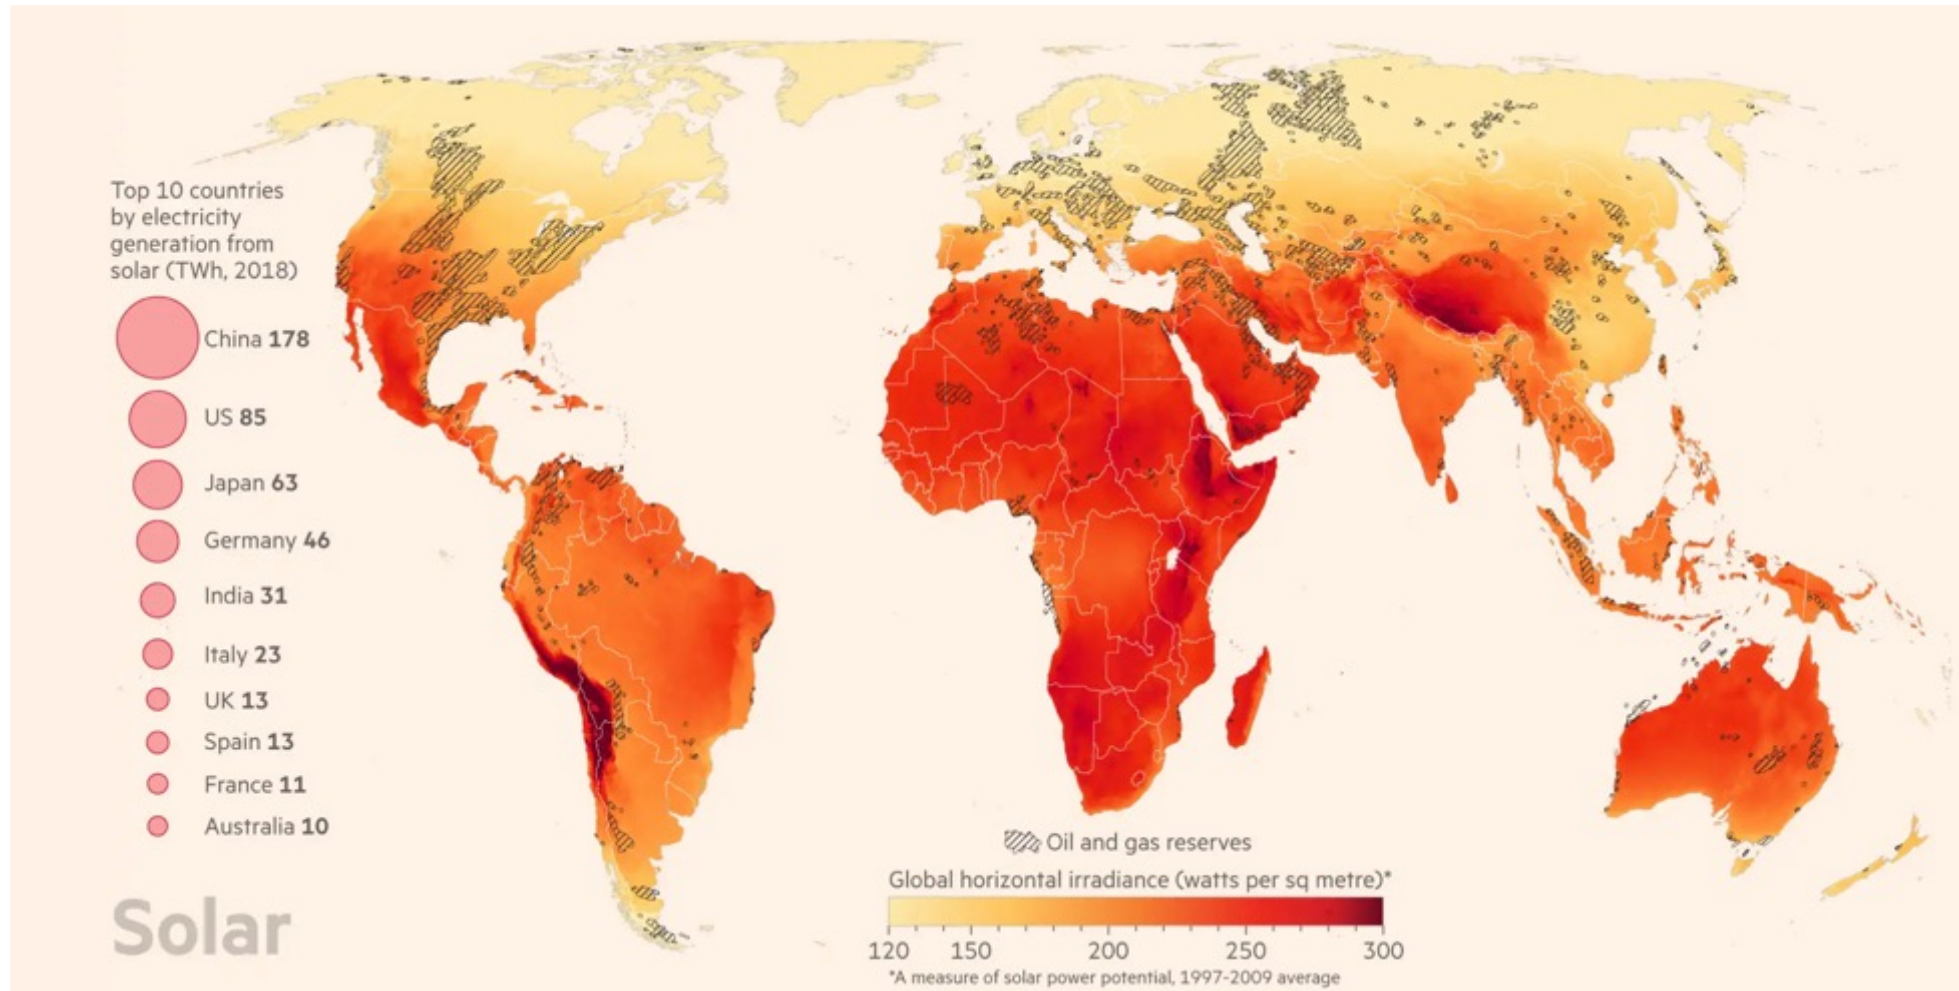 Top 10 countries
by electricity
generation from
solar (TWh, 2018)
China 178
US 85
Japan 63
Germany 46
India 31
Italy 23
UK 13
Spain 13
France 11
Australia 10
Solar
Oil and gas reserves
Global horizontal irradiance (watts per sq metre)*
120 150 200 250 300
*A measure of solar power potential, 1997-2009 average